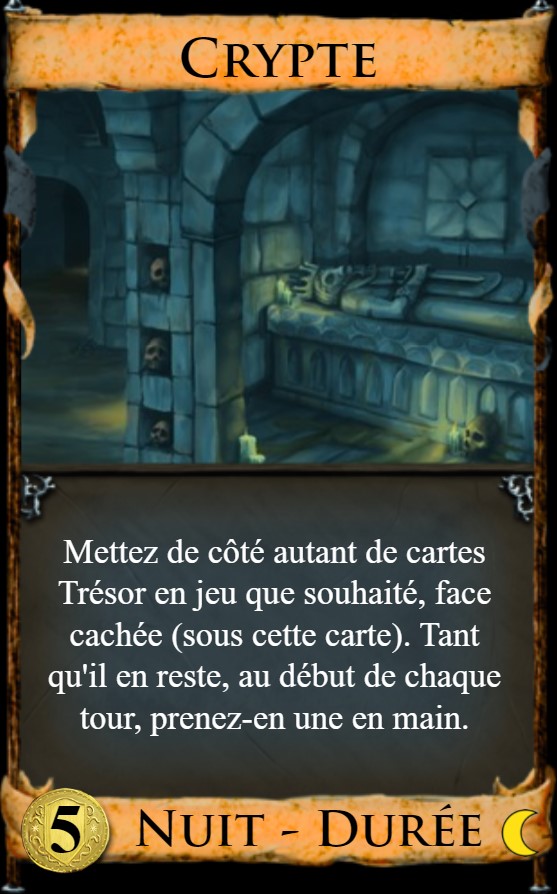 Crypte
Mettez de côté autant de cartes
Trésor en jeu que souhaité, face
cachée (sous cette carte). Tant
qu'il en reste, au début de chaque
tour, prenez-en une en main.
5 Nuit - Durée